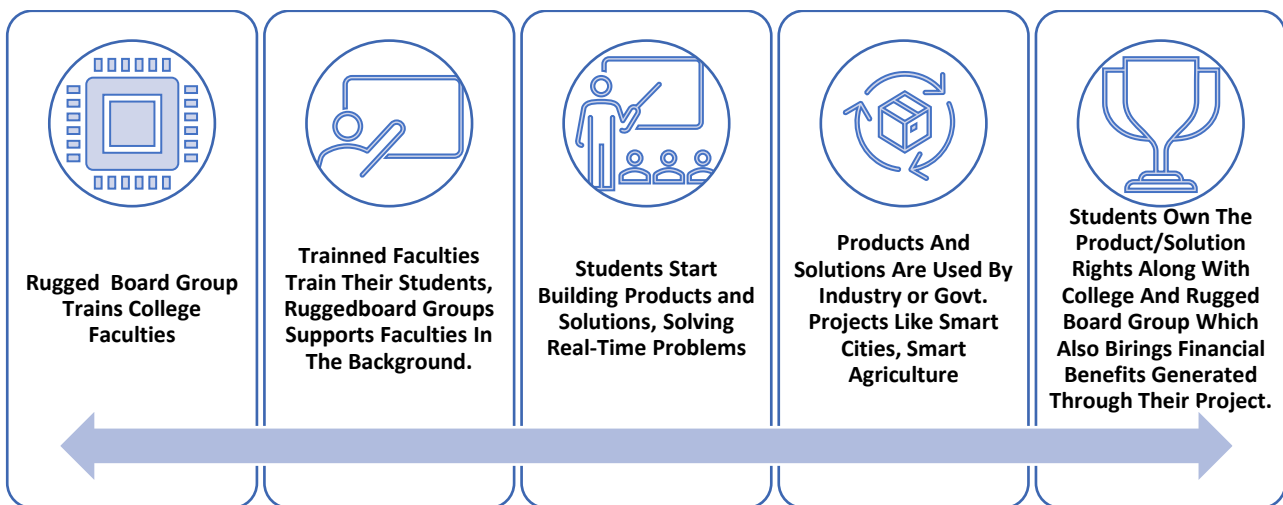 Rugged  Board Group
Trains College
Faculties
Trainned Faculties
Train Their Students,
Ruggedboard Groups
Supports Faculties In
The Background.
Students Start
Building Products and
Solutions, Solving
Real-Time Problems
Products And
Solutions Are Used By
Industry or Govt.
Projects Like Smart
Cities, Smart
Agriculture
Students Own The
Product/Solution
Rights Along With
College And Rugged
Board Group Which
Also Birings Financial
Benefits Generated
Through Their Project.